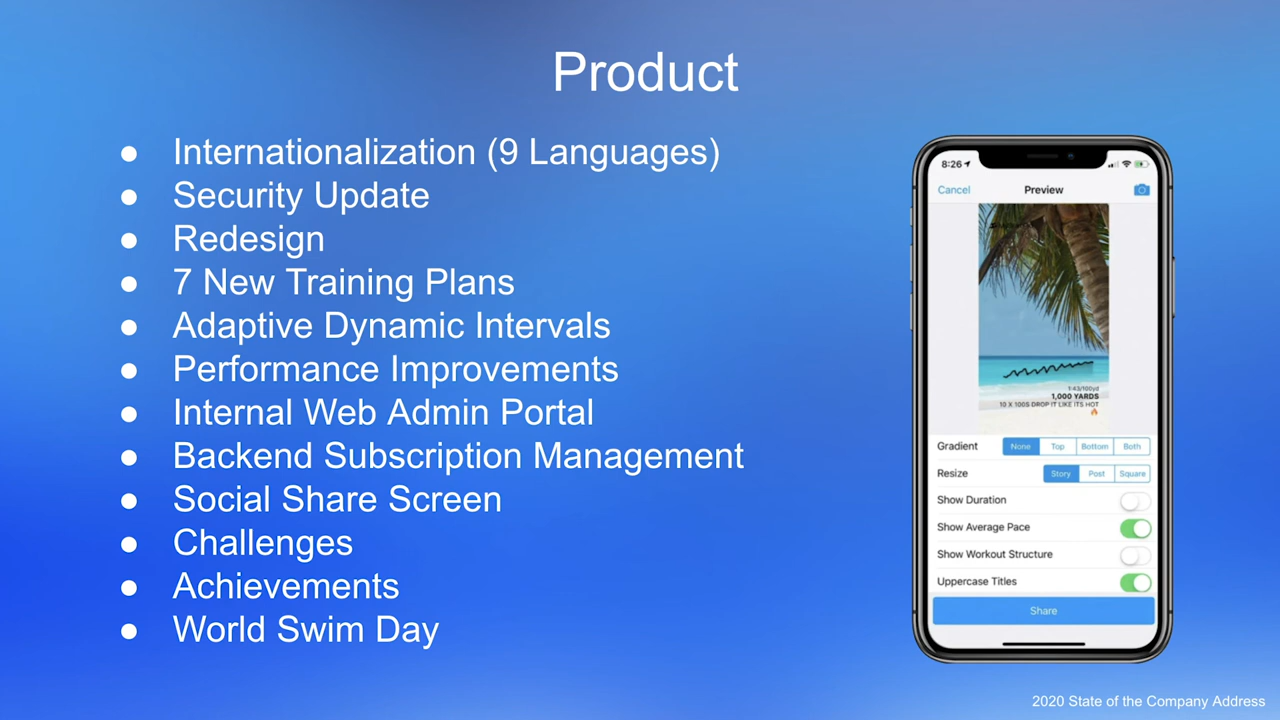 Product
● Internationalization (9 Languages)
● Security Update
● Redesign
● 7 New Training Plans
● Adaptive Dynamic Intervals
● Performance Improvements
● Internal Web Admin Portal
● Backend Subscription Management
● Social Share Screen
● Challenges
● Achievements
● World Swim Day
8:26
Cancel Preview
1:43/100yd
1,000 YARDS
10 X 100S DROP IT LIKE ITS HOT
🔥
Gradient None Top Bottom Both
Resize Story Post Square
Show Duration
Show Average Pace
Show Workout Structure
Uppercase Titles
Share
2020 State of the Company Address